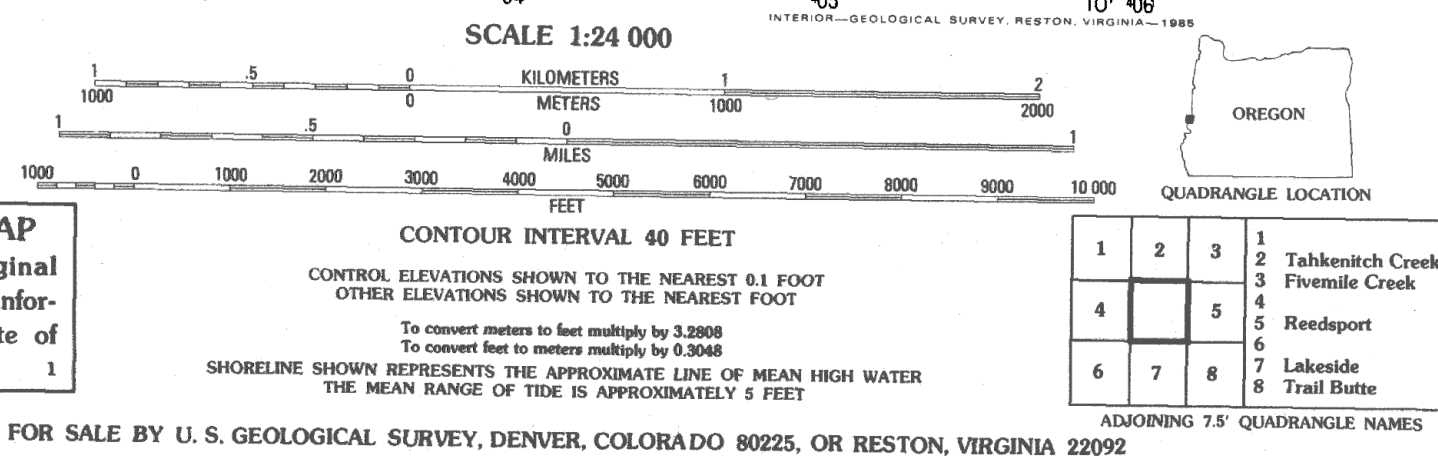 INTERIOR—GEOLOGICAL SURVEY, RESTON, VIRGINIA—1985
SCALE 1:24 000
1 .5 0 KILOMETERS 1 2
1000 0 METERS 1000 2000
1 .5 0 1
MILES
1000 0 1000 2000 3000 4000 5000 6000 7000 8000 9000 10 000
FEET
AP
ginal
nfor-
te of
1
CONTOUR INTERVAL 40 FEET
CONTROL ELEVATIONS SHOWN TO THE NEAREST 0.1 FOOT
OTHER ELEVATIONS SHOWN TO THE NEAREST FOOT
To convert meters to feet multiply by 3.2808
To convert feet to meters multiply by 0.3048
SHORELINE SHOWN REPRESENTS THE APPROXIMATE LINE OF MEAN HIGH WATER
THE MEAN RANGE OF TIDE IS APPROXIMATELY 5 FEET
OREGON
QUADRANGLE LOCATION
1 2 3
4 5
6 7 8
1
2 Tahkenitch Creek
3 Fivemile Creek
4
5 Reedsport
6
7 Lakeside
8 Trail Butte
ADJOINING 7.5' QUADRANGLE NAMES
FOR SALE BY U. S. GEOLOGICAL SURVEY, DENVER, COLORADO 80225, OR RESTON, VIRGINIA 22092